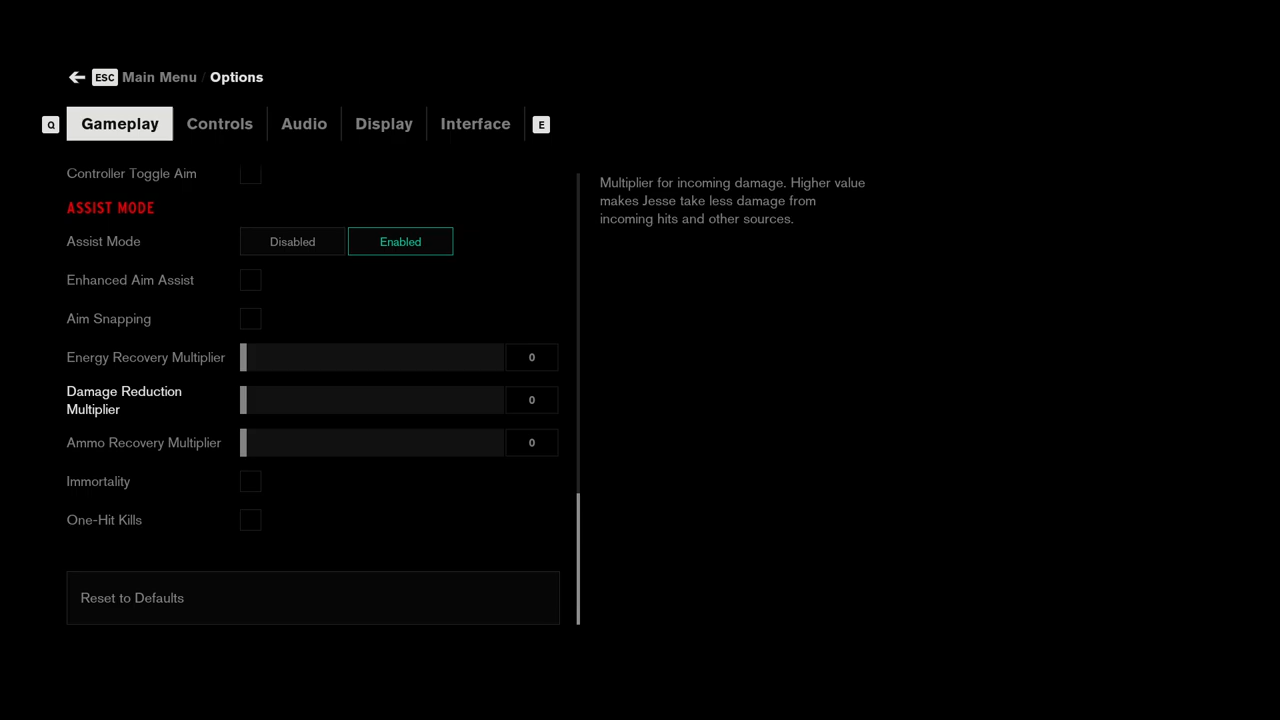 ESC Main Menu / Options
Q Gameplay Controls Audio Display Interface E
Controller Toggle Aim
ASSIST MODE
Assist Mode Disabled Enabled
Enhanced Aim Assist
Aim Snapping
Energy Recovery Multiplier 0
Damage Reduction
Multiplier 0
Ammo Recovery Multiplier 0
Immortality
One-Hit Kills
Reset to Defaults
Multiplier for incoming damage. Higher value
makes Jesse take less damage from
incoming hits and other sources.